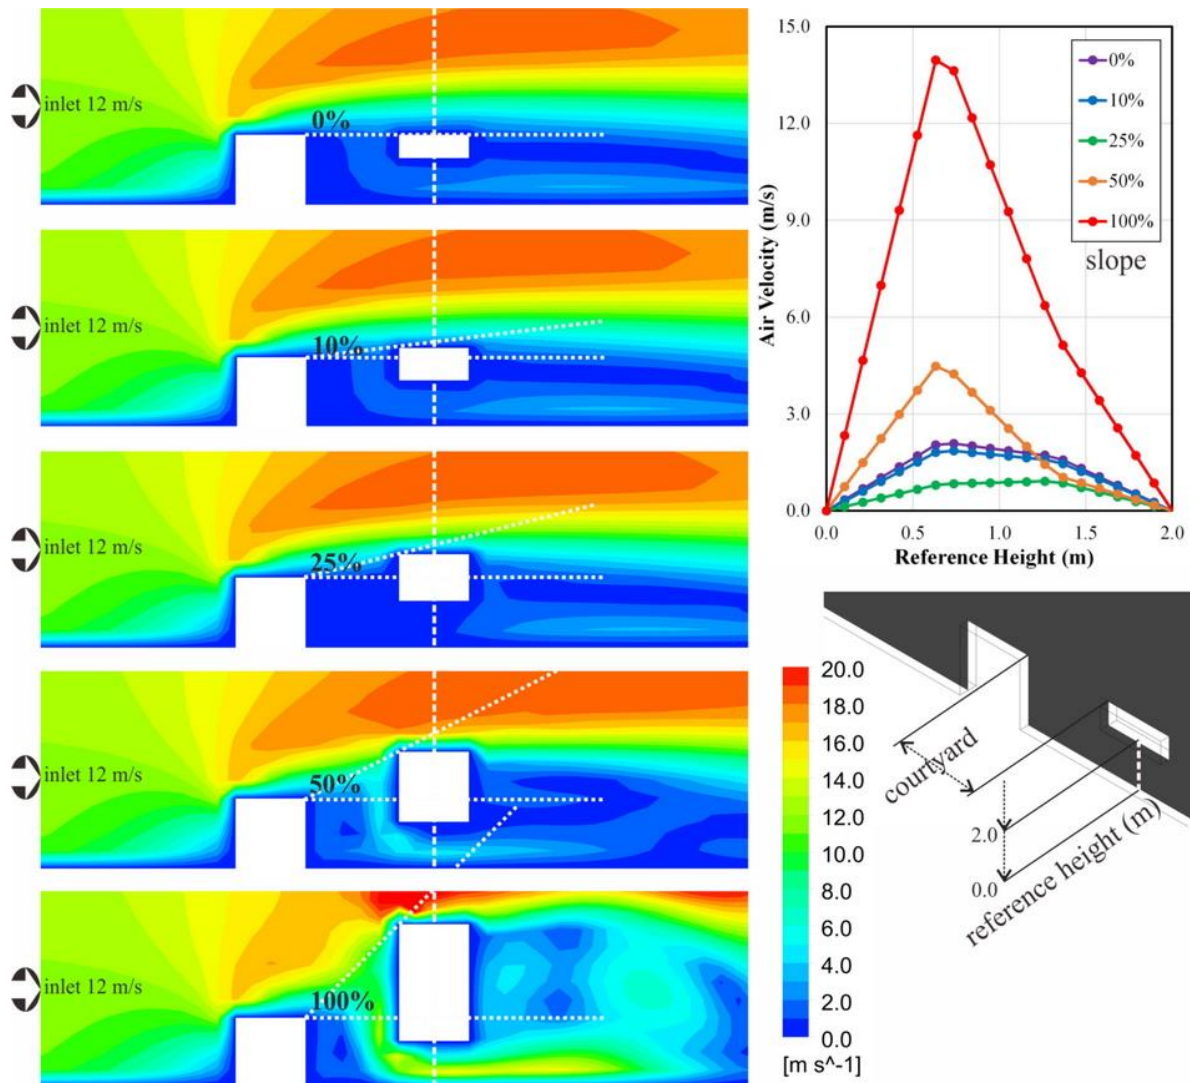 inlet 12 m/s
0%
inlet 12 m/s
10%
inlet 12 m/s
25%
inlet 12 m/s
50%
inlet 12 m/s
100%
15.0
12.0
9.0
6.0
3.0
0.0
Air Velocity (m/s)
0.0 0.5 1.0 1.5 2.0
Reference Height (m)
0%
10%
25%
50%
100%
slope
20.0
18.0
16.0
14.0
12.0
10.0
8.0
6.0
4.0
2.0
0.0
[m s^-1]
courtyard
2.0
0.0
reference height (m)